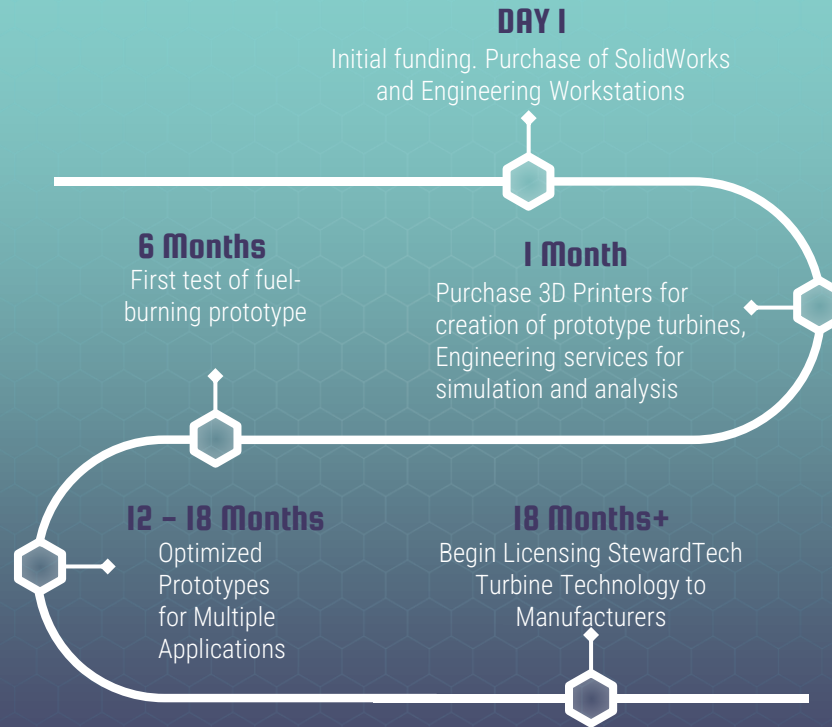 DAY 1
Initial funding. Purchase of SolidWorks
and Engineering Workstations
1 Month
Purchase 3D Printers for
creation of prototype turbines,
Engineering services for
simulation and analysis
6 Months
First test of fuel-
burning prototype
12 - 18 Months
Optimized
Prototypes
for Multiple
Applications
18 Months+
Begin Licensing StewardTech
Turbine Technology to
Manufacturers